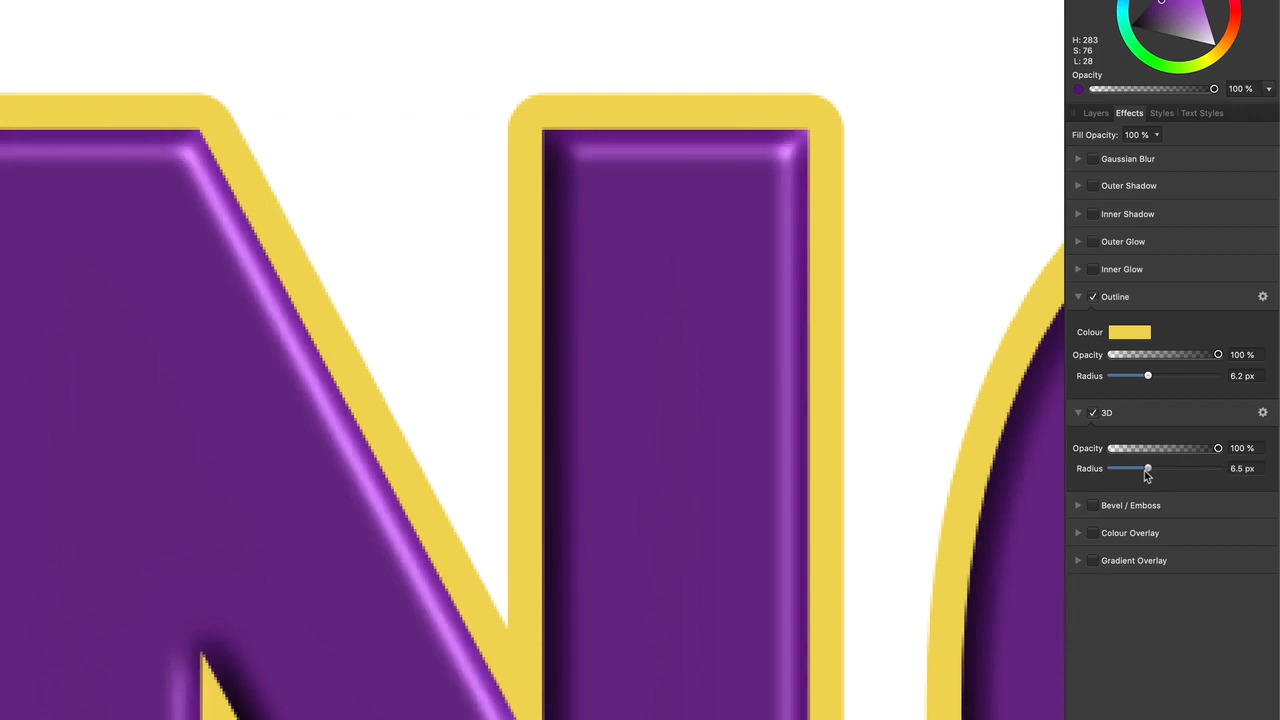 N
H: 283
S: 76
L: 28
Opacity
100 %
Layers Effects Styles Text Styles
Fill Opacity: 100 %
Gaussian Blur
Outer Shadow
Inner Shadow
Outer Glow
Inner Glow
Outline
Colour
Opacity 100 %
Radius 6.2 px
3D
Opacity 100 %
Radius 6.5 px
Bevel / Emboss
Colour Overlay
Gradient Overlay